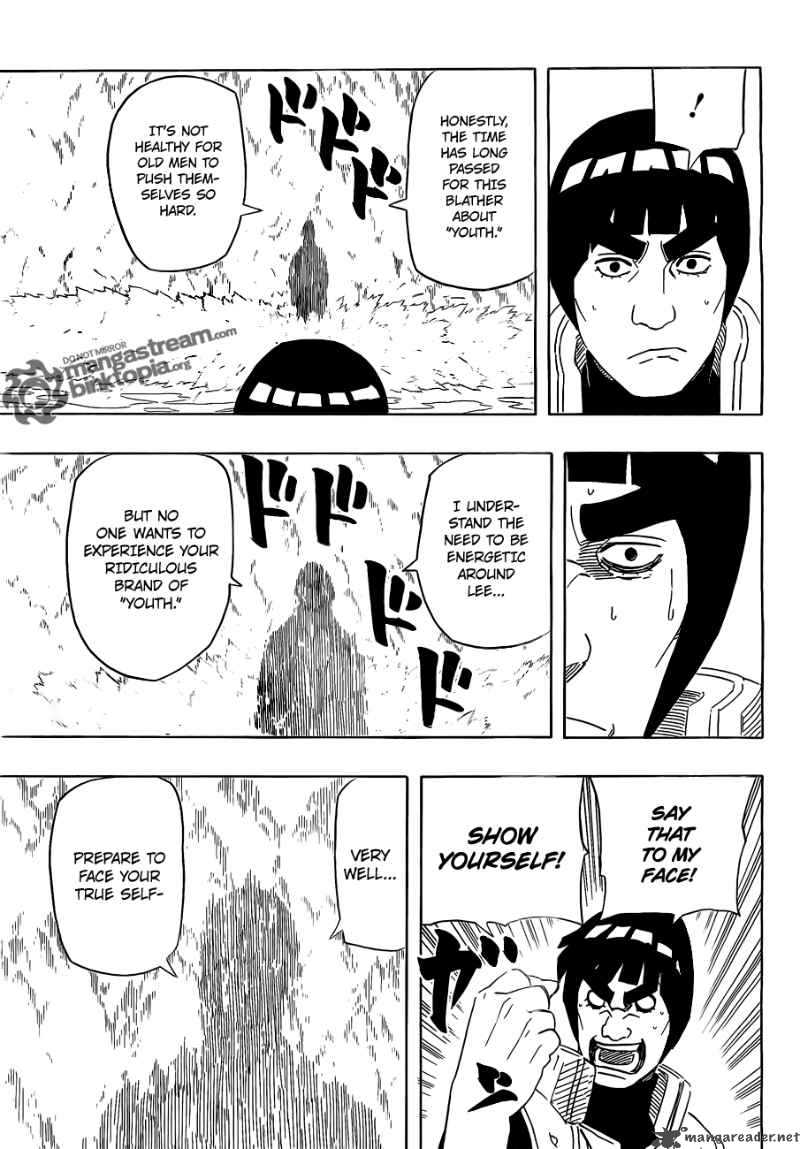 !
HONESTLY,
THE TIME
HAS LONG
PASSED
FOR THIS
BLATHER
ABOUT
"YOUTH."
ドドド
IT'S NOT
HEALTHY FOR
OLD MEN TO
PUSH THEM-
SELVES SO
HARD.
DO NOT MIRROR
mangastream.com
binktopia.org
I UNDER-
STAND THE
NEED TO BE
ENERGETIC
AROUND
LEE...
ドドドドド
BUT NO
ONE WANTS TO
EXPERIENCE YOUR
RIDICULOUS
BRAND OF
"YOUTH."
SAY
THAT
TO MY
FACE!
SHOW
YOURSELF!
VERY
WELL...
PREPARE TO
FACE YOUR
TRUE SELF-
mangareader.net